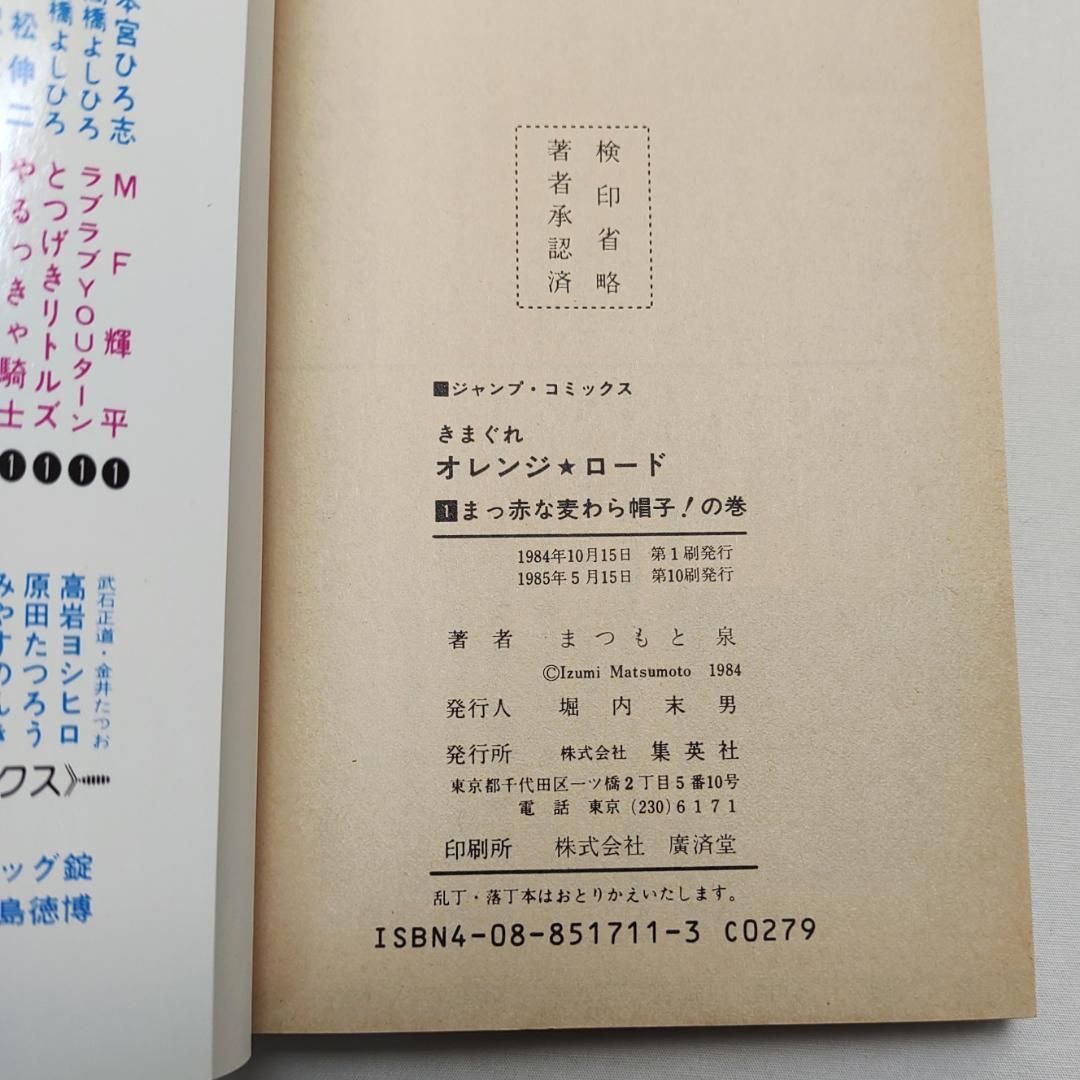 検印省略
著者承認済
ジャンプ・コミックス
きまぐれ
オレンジ★ロード
1まっ赤な麦わら帽子!の巻
1984年10月15日 第1刷発行
1985年5月15日 第10刷発行
著者 まつもと泉
©Izumi Matsumoto 1984
発行人 堀内末男
発行所 株式会社 集英社
東京都千代田区一ツ橋2丁目5番10号
電話 東京(230)6171
印刷所 株式会社 廣済堂
乱丁・落丁本はおとりかえいたします。
ISBN4-08-851711-3 C0279
本宮ひろ志 MF輝平 1
橋よしひろ ラブラブYOUターン 1
橋よしひろ とつげきリトルズ 1
松伸二 やるっきゃ騎士 1
武石正道・金井たつお
高岩ヨシヒロ
原田たつろう
みやすのんき
クス》
ッグ錠
島徳博